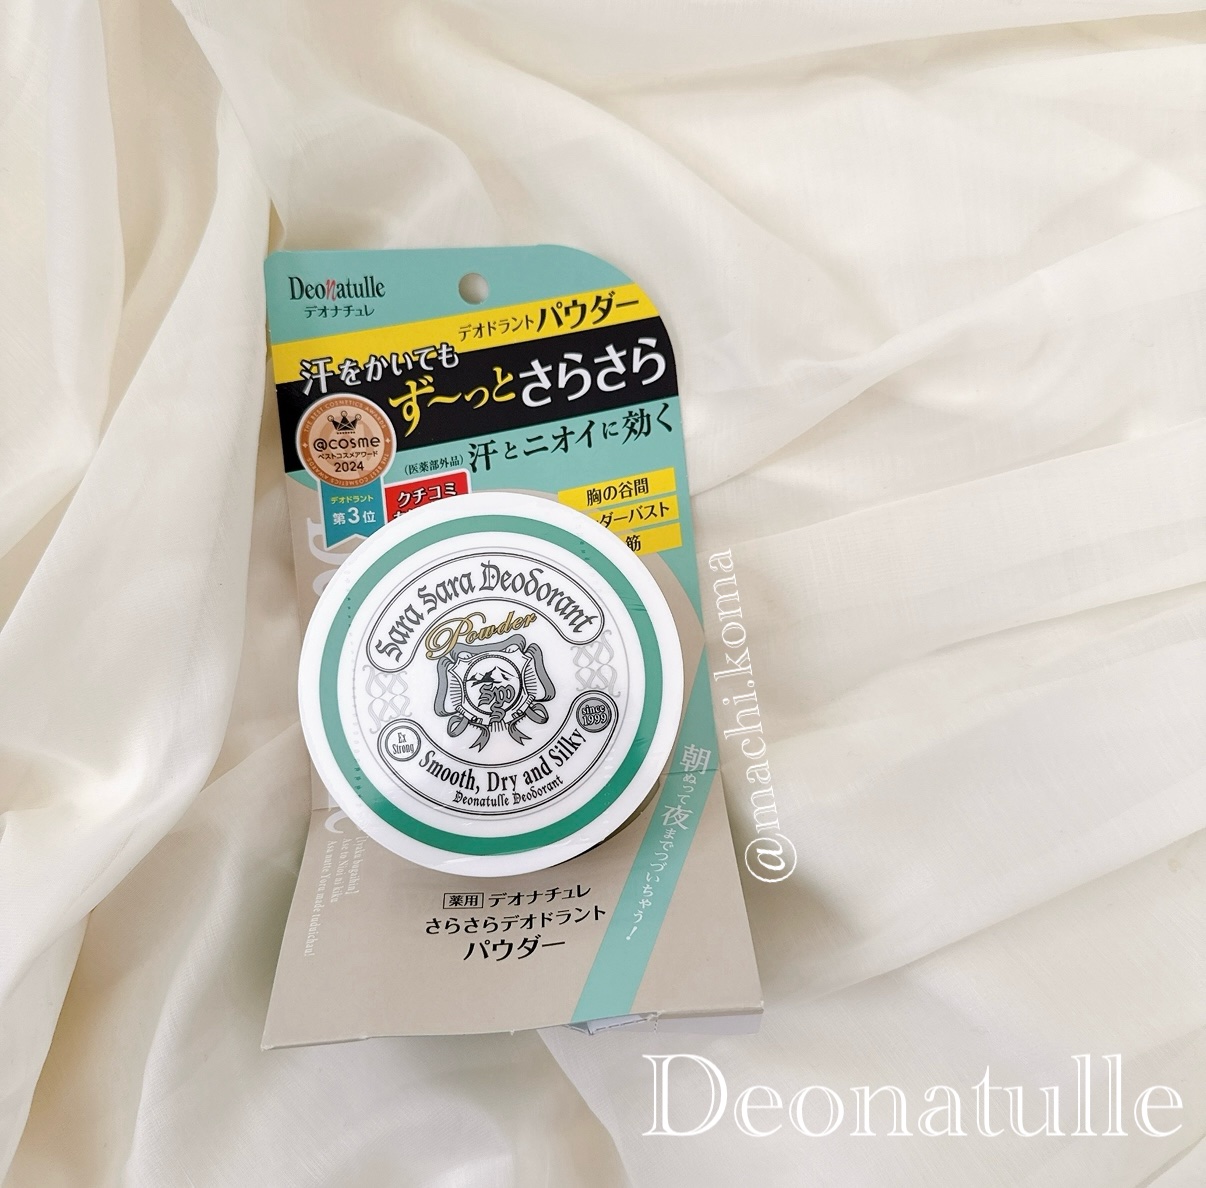 Deonatulle
デオナチュレ
デオドラントパウダー
汗をかいても
ず〜っとさらさら
(医薬部外品) 汗とニオイに効く
THE BEST COSMETICS AWARDS
@cosme
ベストコスメアワード
2024
デオドラント
第3位
クチコミ
胸の谷間
ダーバスト
筋
Sara Sara Deodorant
Powder
since
1999
Ex
Strong
Smooth, Dry and Silky
Deonatulle Deodorant
朝ぬって夜までつづいちゃう!
薬用 デオナチュレ
さらさらデオドラント
パウダー
@machi.koma
Deonatulle